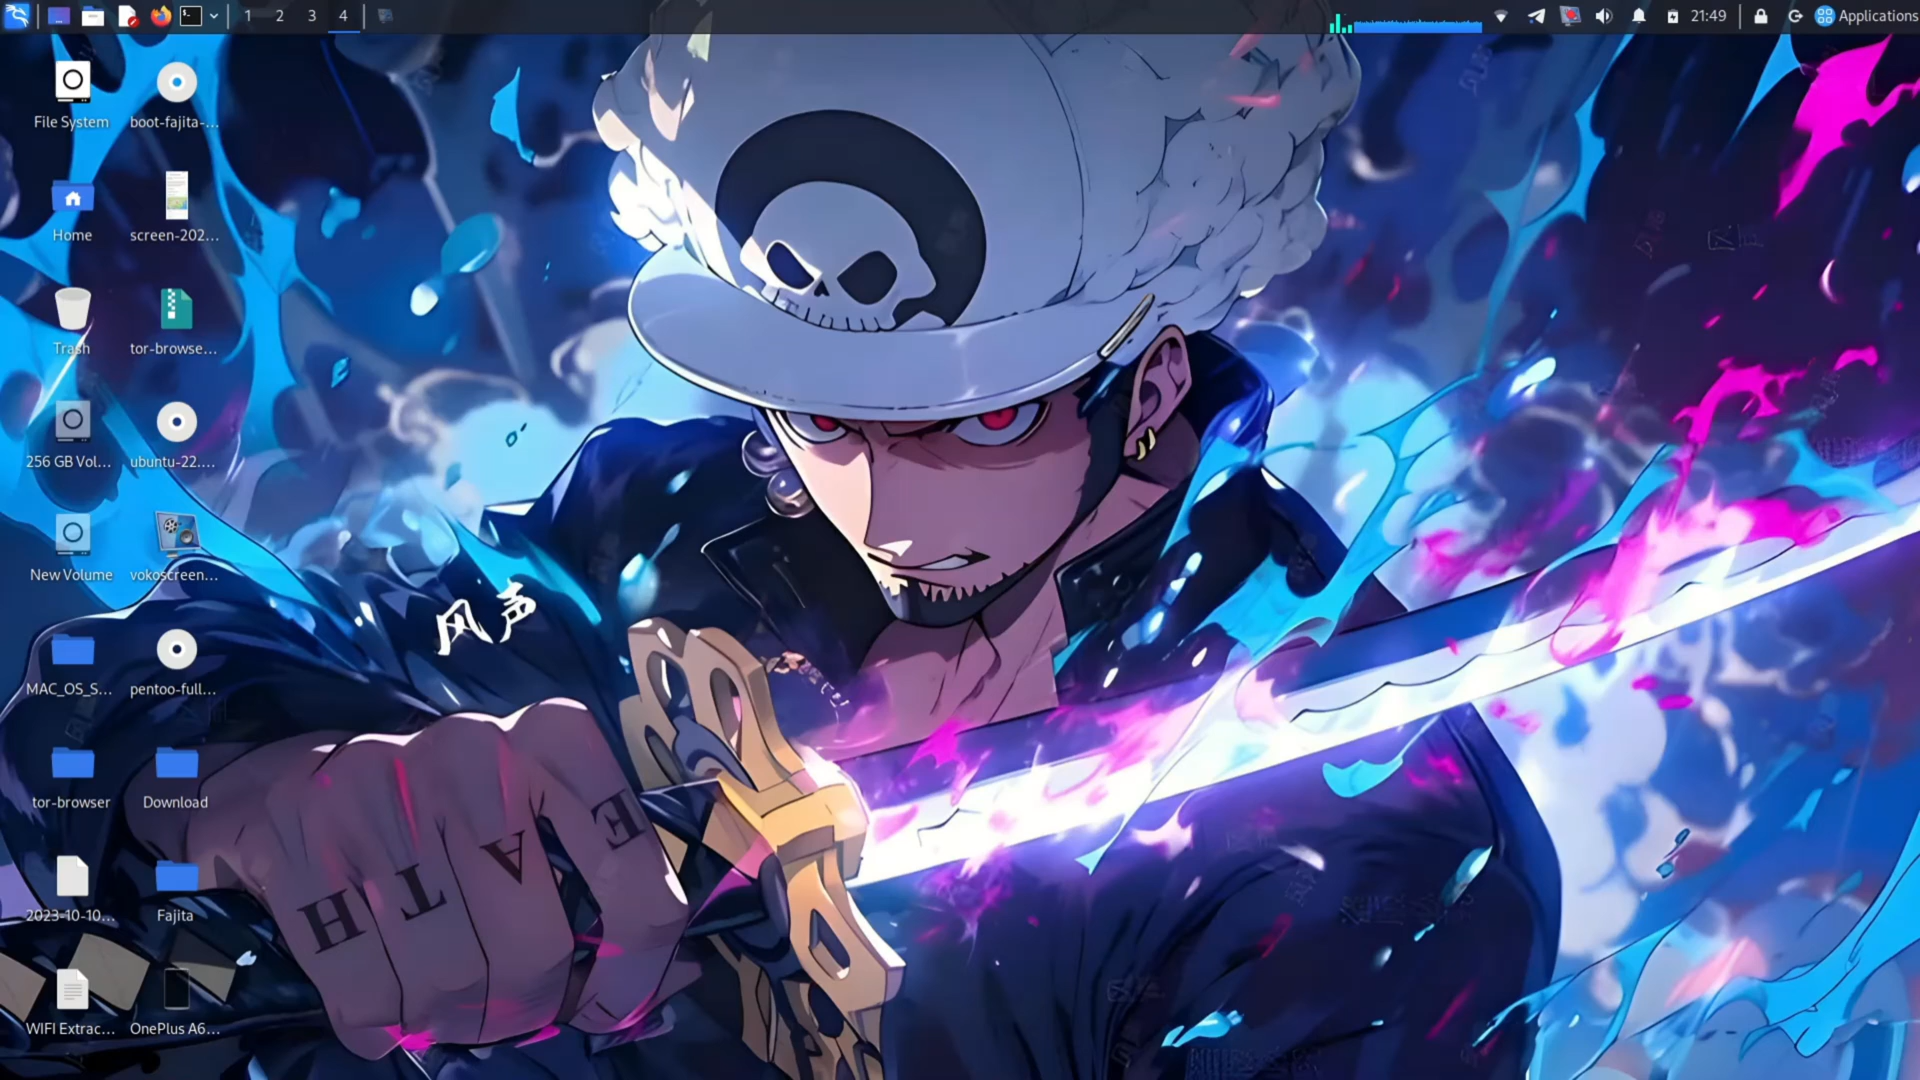 1 2 3 4
21:49
Applications
File System
boot-fajita-...
Home
screen-202...
Trash
tor-browse...
256 GB Vol...
ubuntu-22....
New Volume
vokoscreen...
风声
MAC_OS_S...
pentoo-full...
tor-browser
Download
E
A
T
H
2023-10-10...
Fajita
WIFI Extrac...
OnePlus A6...